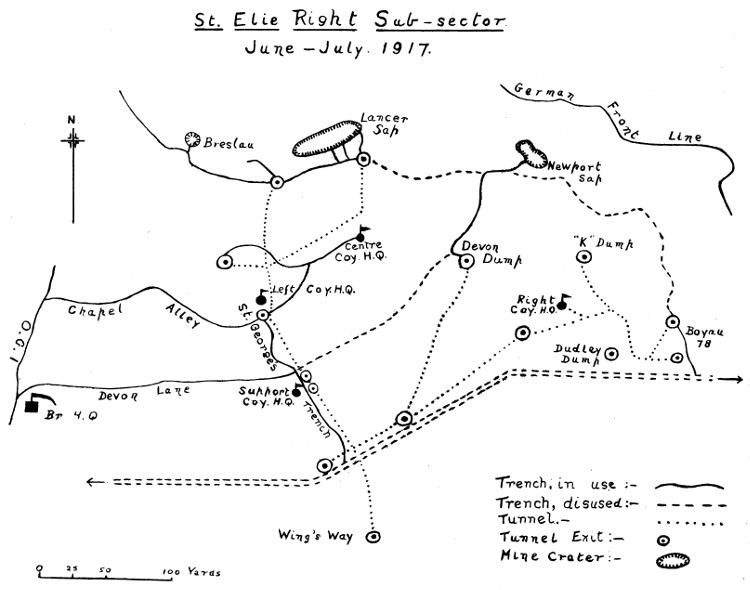 St. Elie Right Sub-sector
June – July. 1917.
German Front Line
N
Lancer
Sap
Breslau
Newport
Sap
Centre
Coy. H.Q.
Devon
Dump
"K" Dump
Left Coy. H.Q.
Right
Coy. H.Q.
Chapel Alley
St. Georges Trench
O.G.1
Boyau
78
Dudley
Dump
Devon Lane
Support
Coy. H.Q.
Br H.Q
Wing's Way
Trench, in use :-
Trench, disused:-
Tunnel.-
Tunnel Exit:-
Mine Crater:-
0 25 50 100 Yards